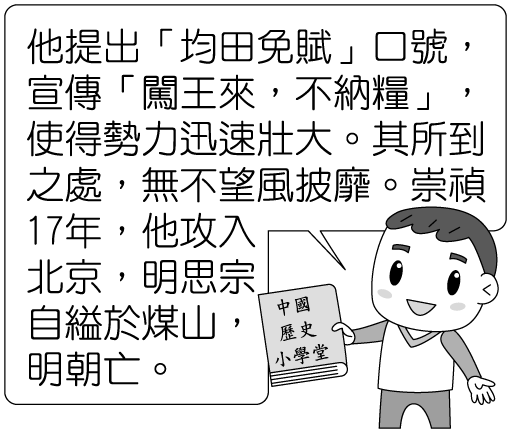 他提出「均田免賦」口號，
宣傳「闖王來，不納糧」，
使得勢力迅速壯大。其所到
之處，無不望風披靡。崇禎
17年，他攻入
北京，明思宗
自縊於煤山，
明朝亡。
中國
歷史
小學堂